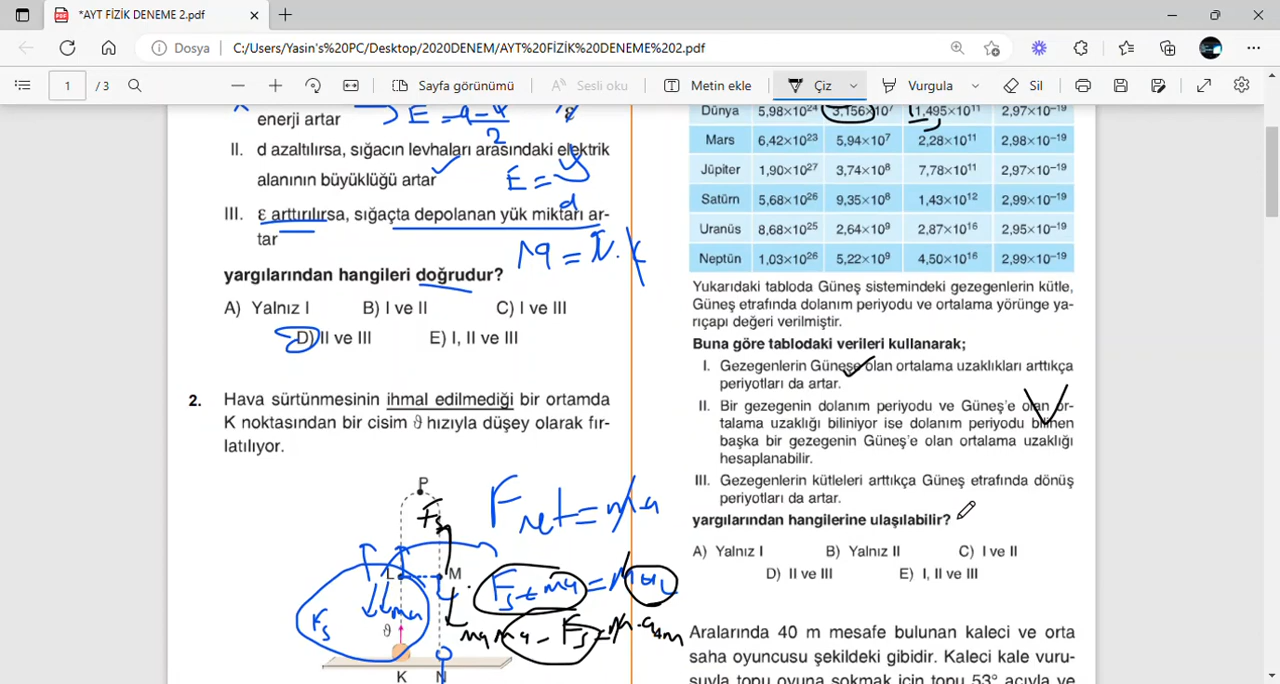 *AYT FİZİK DENEME 2.pdf
Dosya
C:/Users/Yasin's%20PC/Desktop/2020DENEM/AYT%20FİZİK%20DENEME%202.pdf
1 / 3
Sayfa görünümü
Sesli oku
Metin ekle
Çiz
Vurgula
Sil
enerji artar
II. d azaltılırsa, sığacın levhaları arasındaki elektrik
alanının büyüklüğü artar
E =
d
III. ε arttırılırsa, sığaçta depolanan yük miktarı ar-
tar
yargılarından hangileri doğrudur?
A) Yalnız I B) I ve II C) I ve III
D) II ve III E) I, II ve III
2. Hava sürtünmesinin ihmal edilmediği bir ortamda
K noktasından bir cisim ϑ hızıyla düşey olarak fır-
latılıyor.
P
L
M
ϑ
K
N
Fnet = ma
Fs
Dünya 5,98×10²⁴ 3,156×10⁷ 1,495×10¹¹ 2,97×10⁻¹⁹
Mars 6,42×10²³ 5,94×10⁷ 2,28×10¹¹ 2,98×10⁻¹⁹
Jüpiter 1,90×10²⁷ 3,74×10⁸ 7,78×10¹¹ 2,97×10⁻¹⁹
Satürn 5,68×10²⁶ 9,35×10⁸ 1,43×10¹² 2,99×10⁻¹⁹
Uranüs 8,68×10²⁵ 2,64×10⁹ 2,87×10¹⁶ 2,95×10⁻¹⁹
Neptün 1,03×10²⁶ 5,22×10⁹ 4,50×10¹⁶ 2,99×10⁻¹⁹
Yukarıdaki tabloda Güneş sistemindeki gezegenlerin kütle,
Güneş etrafında dolanım periyodu ve ortalama yörünge ya-
rıçapı değeri verilmiştir.
Buna göre tablodaki verileri kullanarak;
I. Gezegenlerin Güneşe olan ortalama uzaklıkları arttıkça
periyotları da artar.
II. Bir gezegenin dolanım periyodu ve Güneş'e olan or-
talama uzaklığı biliniyor ise dolanım periyodu bilinen
başka bir gezegenin Güneş'e olan ortalama uzaklığı
hesaplanabilir.
III. Gezegenlerin kütleleri arttıkça Güneş etrafında dönüş
periyotları da artar.
yargılarından hangilerine ulaşılabilir?
A) Yalnız I B) Yalnız II C) I ve II
D) II ve III E) I, II ve III
Aralarında 40 m mesafe bulunan kaleci ve orta
saha oyuncusu şekildeki gibidir. Kaleci kale vuru-
suyla topu oyuna sokmak için topu 53° açıyla ve